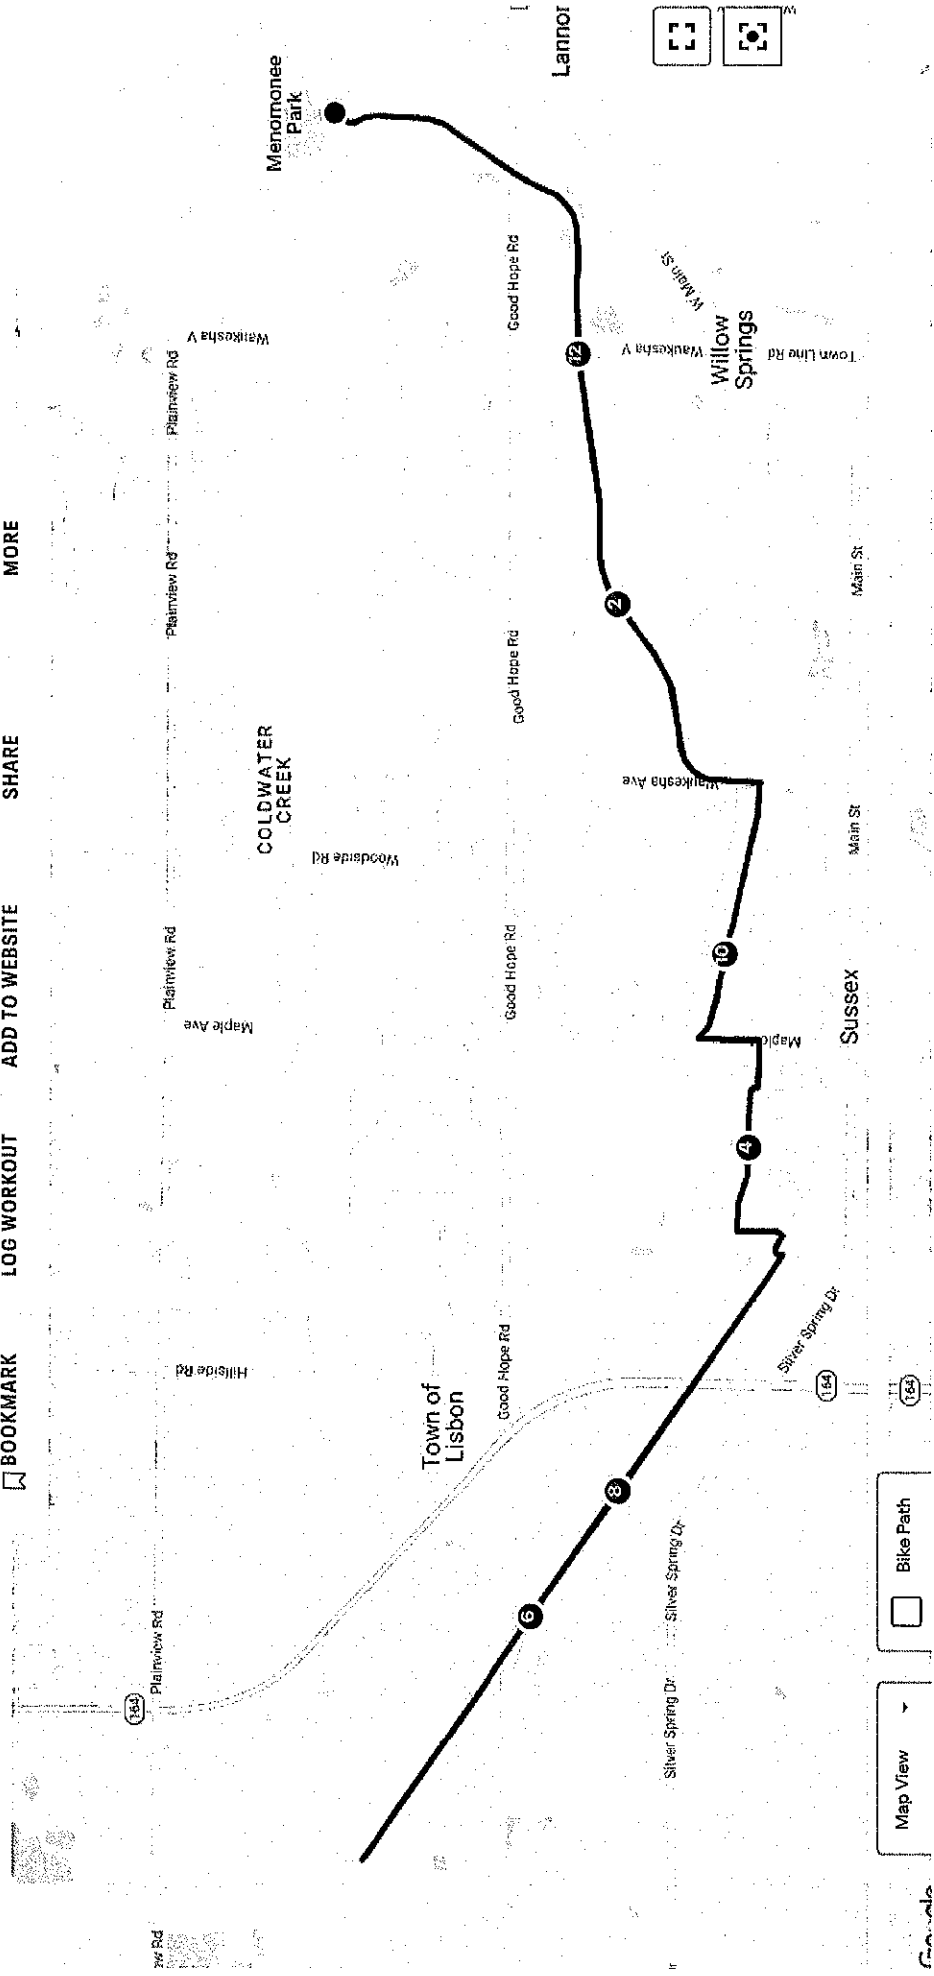 BOOKMARK
LOG WORKOUT
ADD TO WEBSITE
SHARE
MORE
164
Plainview Rd
Plainview Rd
Plainview Rd
Plainview Rd
Hillside Rd
Maple Ave
Woodside Rd
COLDWATER
CREEK
Menomonee
Park
Town of
Lisbon
Good Hope Rd
Good Hope Rd
Good Hope Rd
Good Hope Rd
Lannon
6
8
4
10
2
12
Waukesha Ave
Silver Spring Dr
Silver Spring Dr
Silver Spring Dr
W Main St
Willow
Springs
Town Line Rd
Sussex
Main St
Main St
164
164
Map View
Bike Path
Google